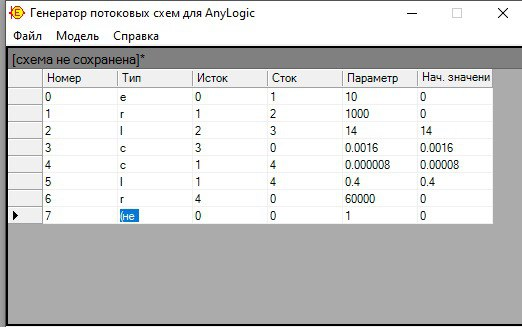 Генератор потоковых схем для AnyLogic
Файл Модель Справка
[схема не сохранена]*
Номер Тип Исток Сток Параметр Нач. значени
0 e 0 1 10 0
1 r 1 2 1000 0
2 l 2 3 14 14
3 c 3 0 0.0016 0.0016
4 c 1 4 0.000008 0.00008
5 l 1 4 0.4 0.4
6 r 4 0 60000 0
7 (не 0 0 1 0